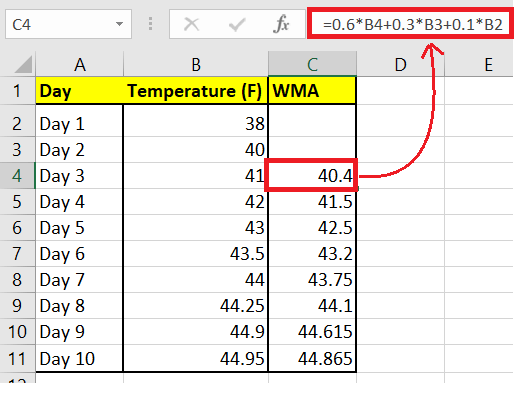 C4 fx =0.6*B4+0.3*B3+0.1*B2
A B C D E
1 Day Temperature (F) WMA
2 Day 1 38
3 Day 2 40
4 Day 3 41 40.4
5 Day 4 42 41.5
6 Day 5 43 42.5
7 Day 6 43.5 43.2
8 Day 7 44 43.75
9 Day 8 44.25 44.1
10 Day 9 44.9 44.615
11 Day 10 44.95 44.865